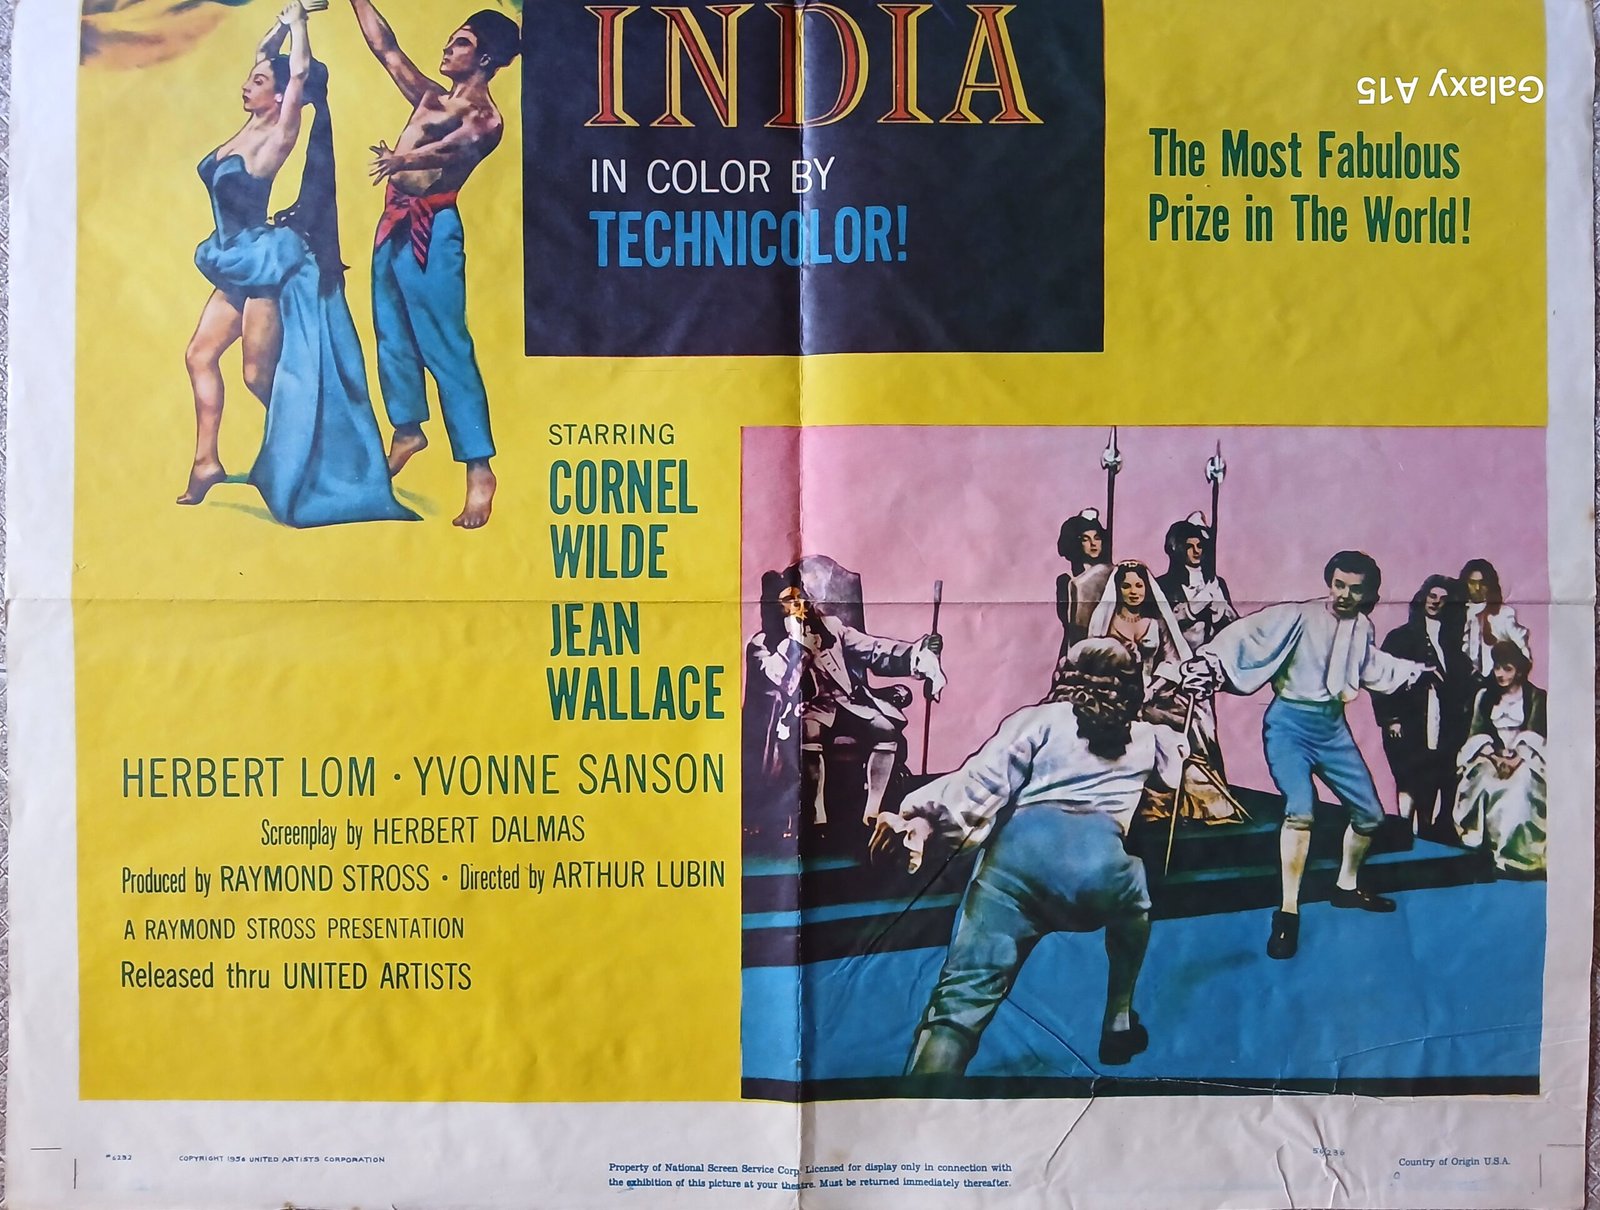 INDIA
IN COLOR BY
TECHNICOLOR!
Galaxy A15
The Most Fabulous
Prize in The World!
STARRING
CORNEL
WILDE
JEAN
WALLACE
HERBERT LOM · YVONNE SANSON
Screenplay by HERBERT DALMAS
Produced by RAYMOND STROSS · Directed by ARTHUR LUBIN
A RAYMOND STROSS PRESENTATION
Released thru UNITED ARTISTS
#6252
COPYRIGHT 1956 UNITED ARTISTS CORPORATION
Property of National Screen Service Corp. Licensed for display only in connection with
the exhibition of this picture at your theatre. Must be returned immediately thereafter.
56236
Country of Origin U.S.A.